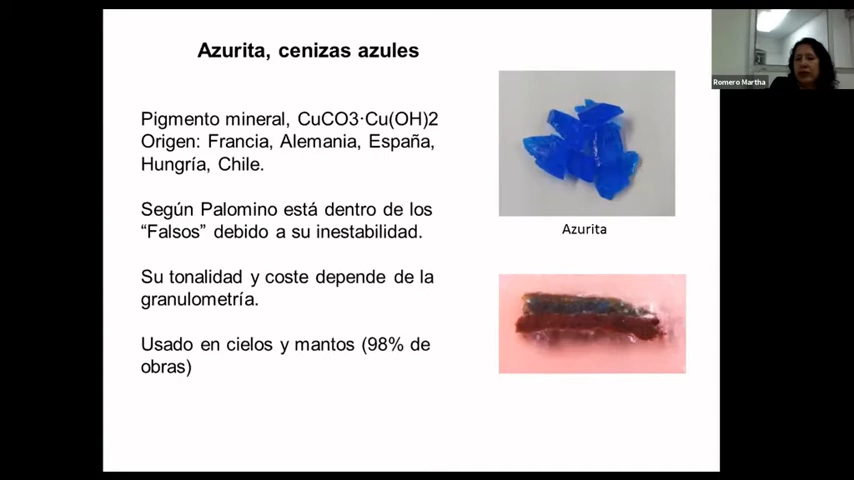 Azurita, cenizas azules
Romero Martha
Pigmento mineral, CuCO3·Cu(OH)2
Origen: Francia, Alemania, España,
Hungría, Chile.
Según Palomino está dentro de los
“Falsos” debido a su inestabilidad.
Azurita
Su tonalidad y coste depende de la
granulometría.
Usado en cielos y mantos (98% de
obras)